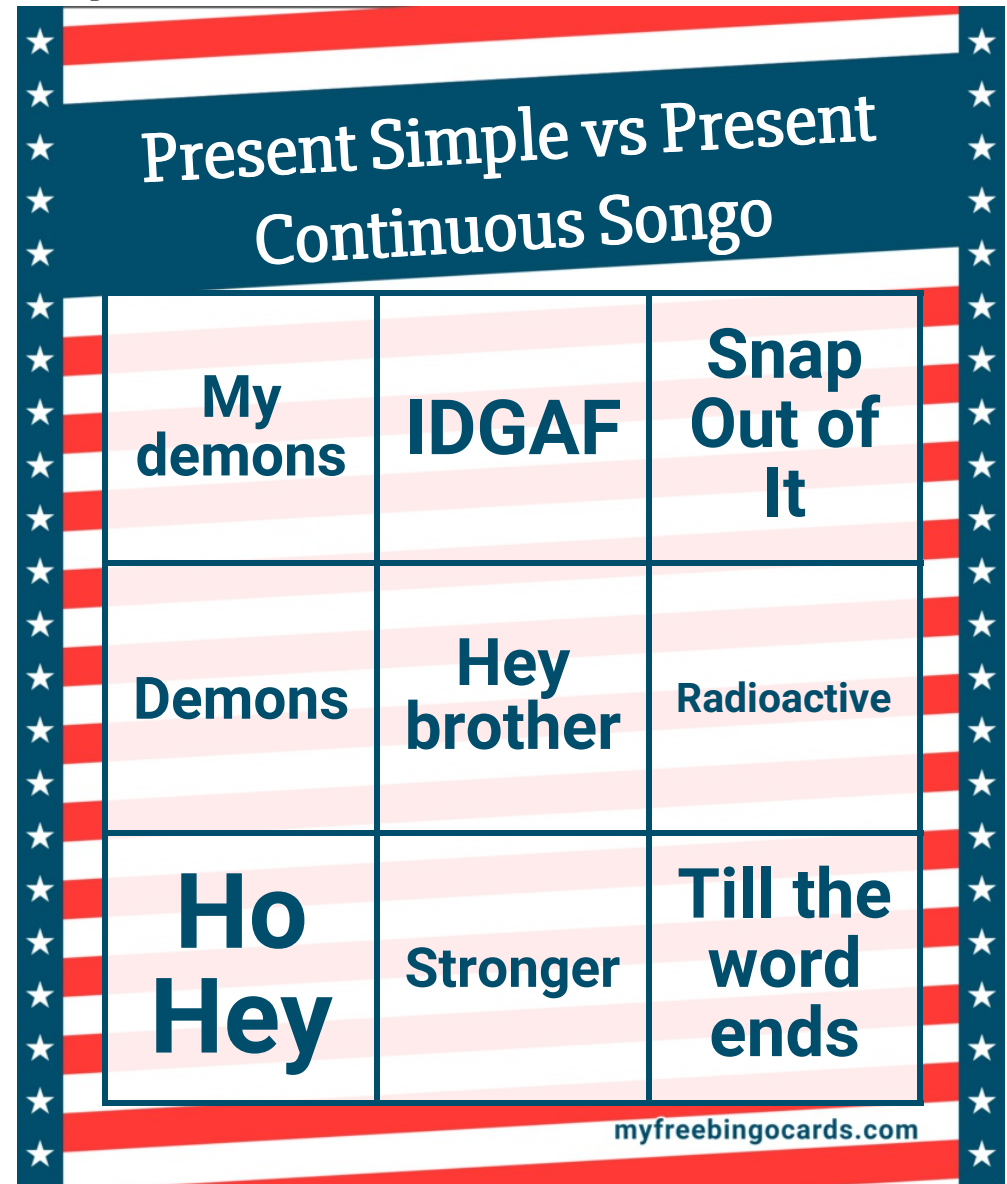 Present Simple vs Present
Continuous Songo
My
demons
IDGAF
Snap
Out of
It
Demons
Hey
brother
Radioactive
Ho
Hey
Stronger
Till the
word
ends
myfreebingocards.com